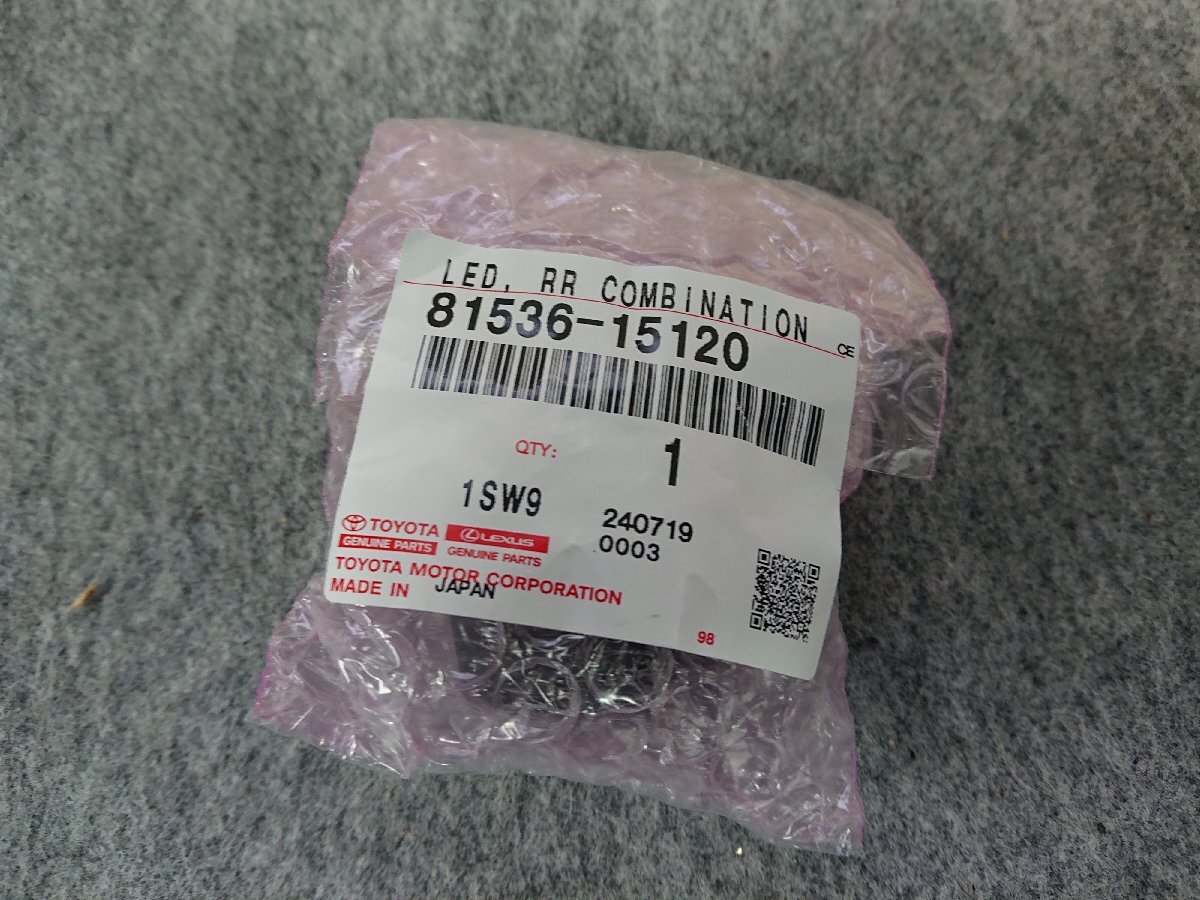 LED, RR COMBINATION
81536-15120 CE
QTY: 1
1SW9 240719
0003
TOYOTA LEXUS
GENUINE PARTS GENUINE PARTS
TOYOTA MOTOR CORPORATION
MADE IN JAPAN
98